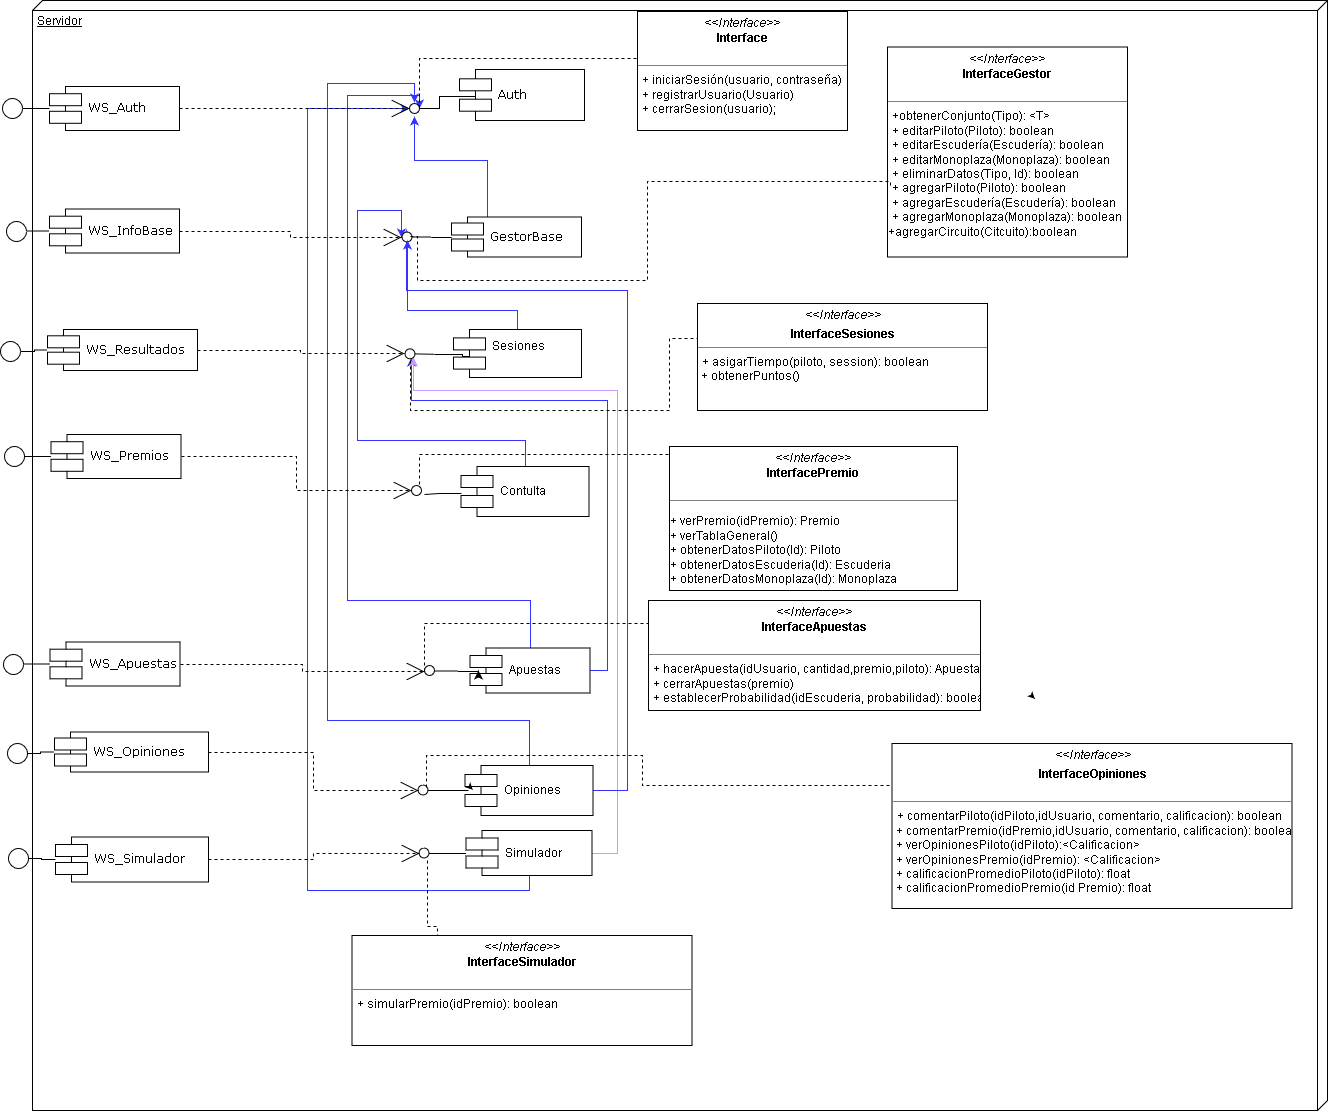 Servidor
WS_Auth
Auth
<<Interface>>
Interface
+ iniciarSesión(usuario, contraseña)
+ registrarUsuario(Usuario)
+ cerrarSesion(usuario);
<<Interface>>
InterfaceGestor
+obtenerConjunto(Tipo): <T>
+ editarPiloto(Piloto): boolean
+ editarEscudería(Escudería): boolean
+ editarMonoplaza(Monoplaza): boolean
+ eliminarDatos(Tipo, Id): boolean
+ agregarPiloto(Piloto): boolean
+ agregarEscudería(Escudería): boolean
+ agregarMonoplaza(Monoplaza): boolean
+agregarCircuito(Citcuito):boolean
WS_InfoBase
GestorBase
WS_Resultados
Sesiones
<<Interface>>
InterfaceSesiones
+ asigarTiempo(piloto, session): boolean
+ obtenerPuntos()
WS_Premios
Contulta
<<Interface>>
InterfacePremio
+ verPremio(idPremio): Premio
+ verTablaGeneral()
+ obtenerDatosPiloto(Id): Piloto
+ obtenerDatosEscuderia(Id): Escuderia
+ obtenerDatosMonoplaza(Id): Monoplaza
WS_Apuestas
Apuestas
<<Interface>>
InterfaceApuestas
+ hacerApuesta(idUsuario, cantidad,premio,piloto): Apuesta
+ cerrarApuestas(premio)
+ establecerProbabilidad(idEscuderia, probabilidad): boolea
WS_Opiniones
Opiniones
<<Interface>>
InterfaceOpiniones
+ comentarPiloto(idPiloto,idUsuario, comentario, calificacion): boolean
+ comentarPremio(idPremio,idUsuario, comentario, calificacion): boolea
+ verOpinionesPiloto(idPiloto):<Calificacion>
+ verOpinionesPremio(idPremio): <Calificacion>
+ calificacionPromedioPiloto(idPiloto): float
+ calificacionPromedioPremio(id Premio): float
WS_Simulador
Simulador
<<Interface>>
InterfaceSimulador
+ simularPremio(idPremio): boolean